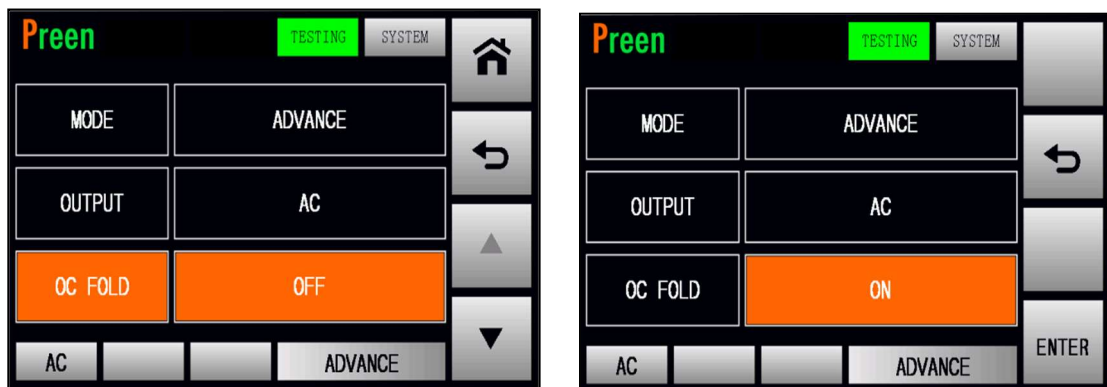 Preen TESTING SYSTEM
MODE ADVANCE
OUTPUT AC
OC FOLD OFF
AC ADVANCE
Preen TESTING SYSTEM
MODE ADVANCE
OUTPUT AC
OC FOLD ON
AC ADVANCE ENTER